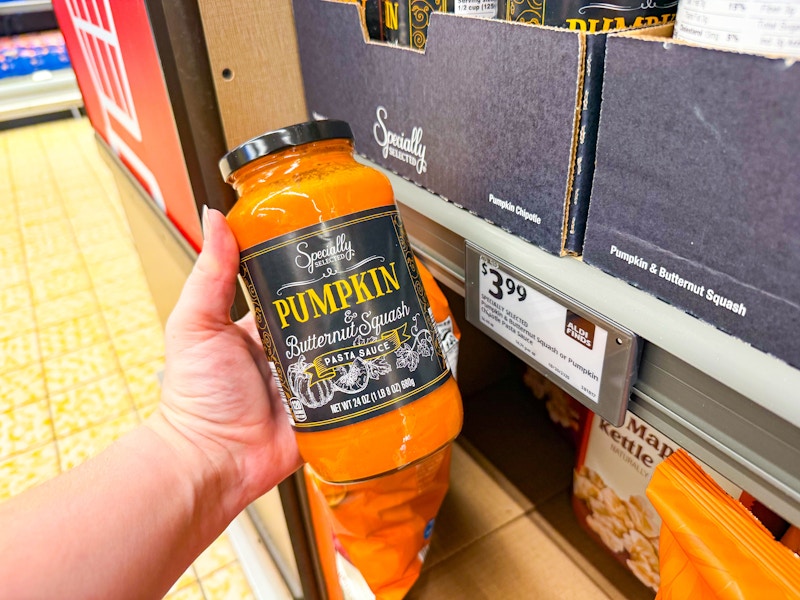 PUMPKIN
Specially
SELECTED
Pumpkin Chipotle
Pumpkin & Butternut Squash
Specially
SELECTED
PUMPKIN
&
Butternut Squash
PASTA SAUCE
NET WT 24 OZ (1 LB 8 OZ) 680g
$3.99
SPECIALLY SELECTED
Pumpkin & Butternut Squash or Pumpkin
Chipotle Pasta Sauce
ALDI
FINDS
Kettle
NATURALLY